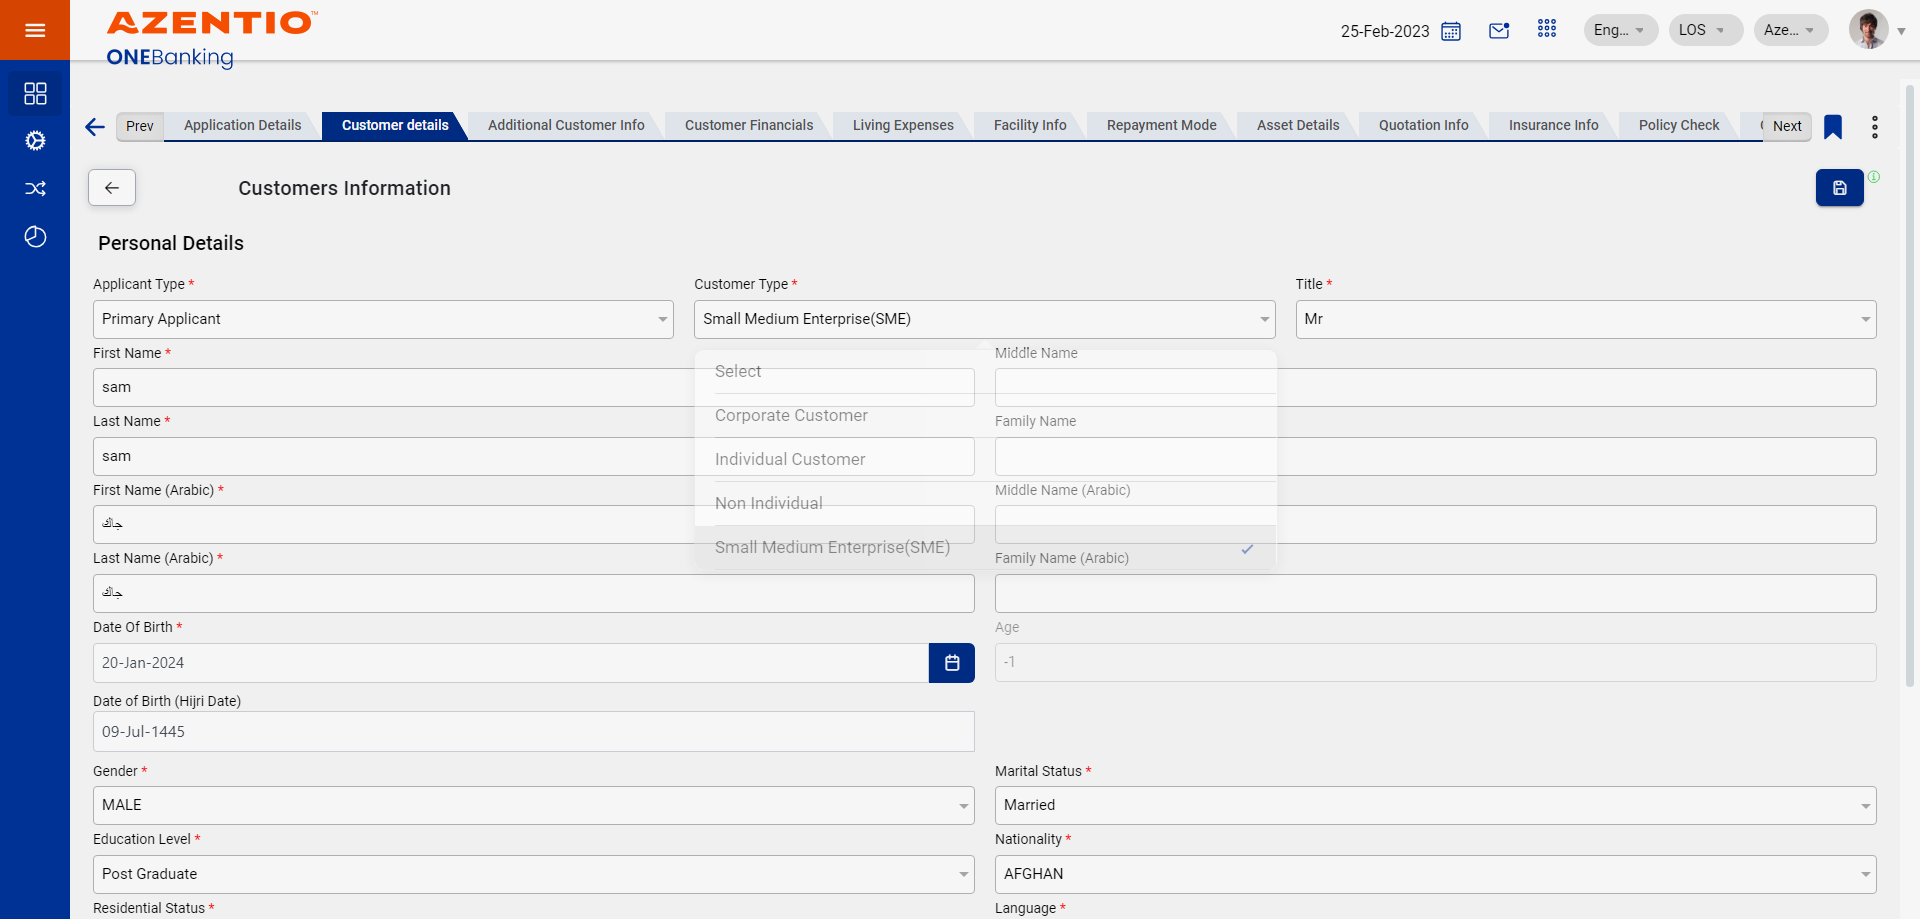 AZENTIO™
ONEBanking
25-Feb-2023
Eng...
LOS
Aze...
Prev
Application Details
Customer details
Additional Customer Info
Customer Financials
Living Expenses
Facility Info
Repayment Mode
Asset Details
Quotation Info
Insurance Info
Policy Check
Next
Customers Information
Personal Details
Applicant Type *
Customer Type *
Title *
Primary Applicant
Small Medium Enterprise(SME)
Mr
First Name *
Middle Name
sam
Select
Corporate Customer
Last Name *
Family Name
sam
Individual Customer
First Name (Arabic) *
Middle Name (Arabic)
جاك
Non Individual
Small Medium Enterprise(SME)
Last Name (Arabic) *
Family Name (Arabic)
جاك
Date Of Birth *
Age
20-Jan-2024
-1
Date of Birth (Hijri Date)
09-Jul-1445
Gender *
Marital Status *
MALE
Married
Education Level *
Nationality *
Post Graduate
AFGHAN
Residential Status *
Language *